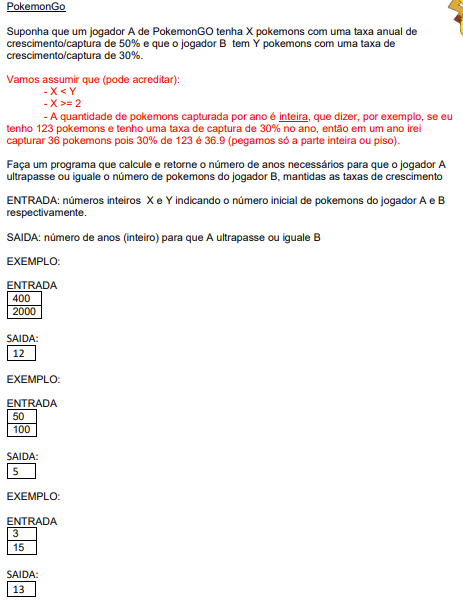 PokemonGo
Suponha que um jogador A de PokemonGO tenha X pokemons com uma taxa anual de
crescimento/captura de 50% e que o jogador B tem Y pokemons com uma taxa de
crescimento/captura de 30%.
Vamos assumir que (pode acreditar):
- X < Y
- X >= 2
- A quantidade de pokemons capturada por ano é inteira, que dizer, por exemplo, se eu
tenho 123 pokemons e tenho uma taxa de captura de 30% no ano, então em um ano irei
capturar 36 pokemons pois 30% de 123 é 36.9 (pegamos só a parte inteira ou piso).
Faça um programa que calcule e retorne o número de anos necessários para que o jogador A
ultrapasse ou iguale o número de pokemons do jogador B, mantidas as taxas de crescimento
ENTRADA: números inteiros X e Y indicando o número inicial de pokemons do jogador A e B
respectivamente.
SAIDA: número de anos (inteiro) para que A ultrapasse ou iguale B
EXEMPLO:
ENTRADA
400
2000
SAIDA:
12
EXEMPLO:
ENTRADA
50
100
SAIDA:
5
EXEMPLO:
ENTRADA
3
15
SAIDA:
13